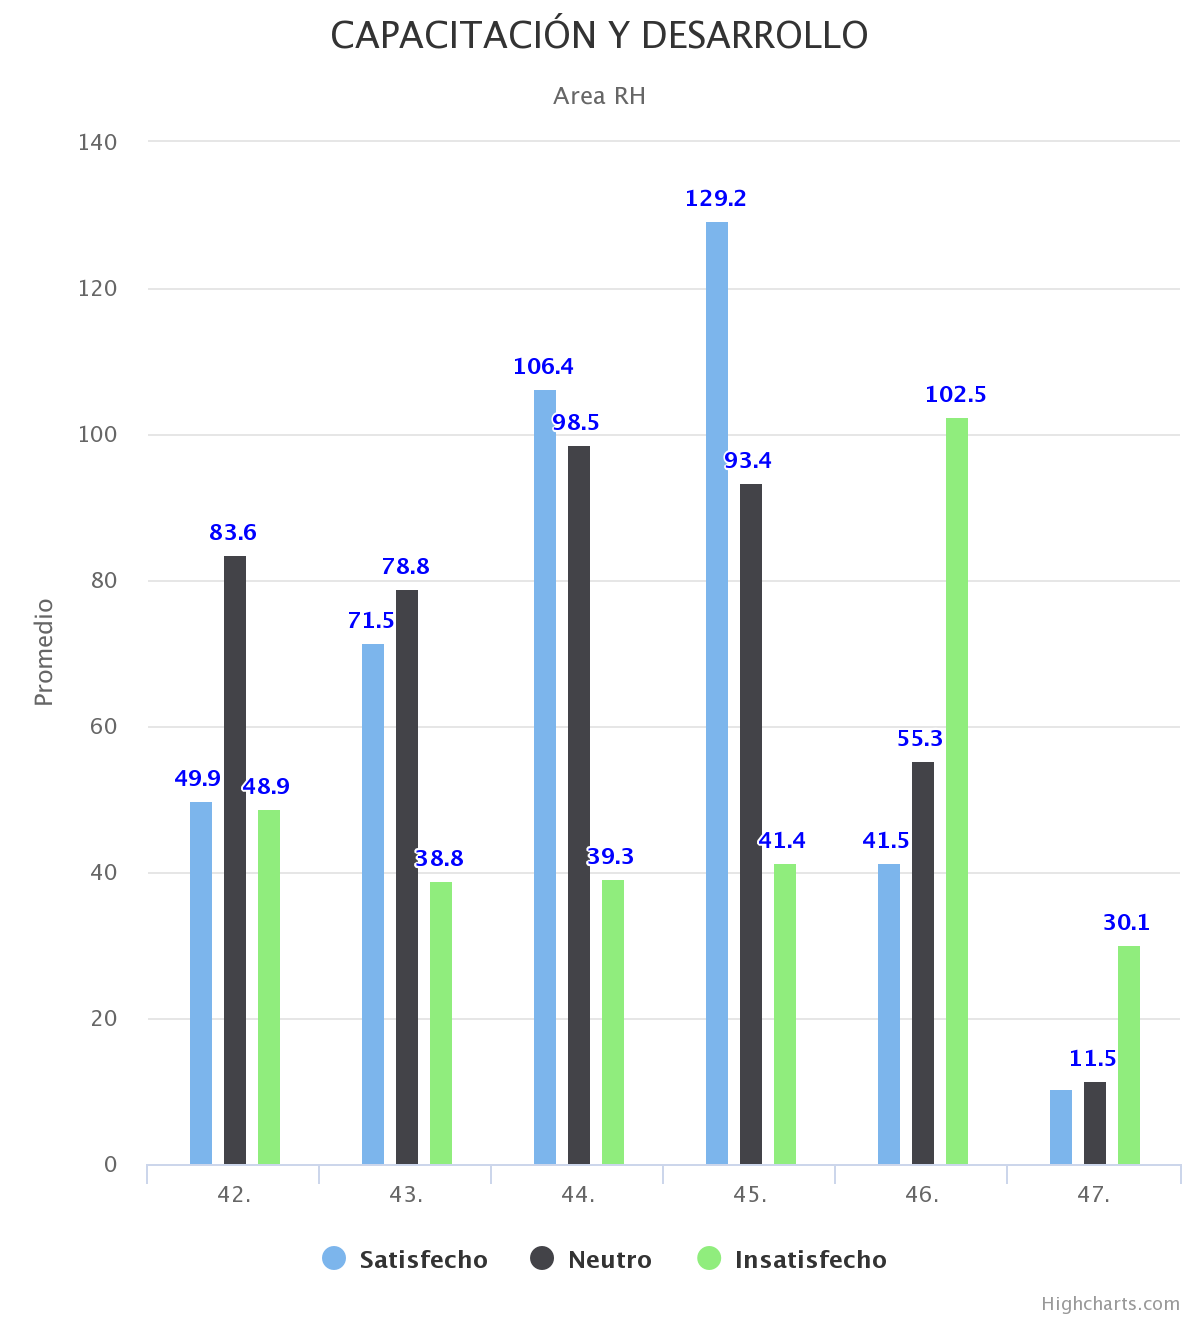 CAPACITACIÓN Y DESARROLLO
Area RH
Promedio
140
120
100
80
60
40
20
0
49.9 83.6 48.9
71.5 78.8 38.8
106.4 98.5 39.3
129.2 93.4 41.4
41.5 55.3 102.5
11.5 30.1
42. 43. 44. 45. 46. 47.
Satisfecho Neutro Insatisfecho
Highcharts.com